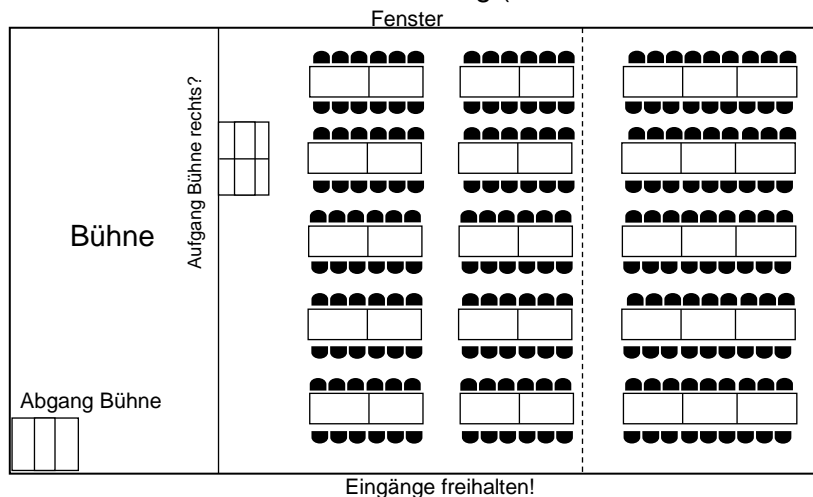 Fenster
Aufgang Bühne rechts?
Bühne
Abgang Bühne
Eingänge freihalten!